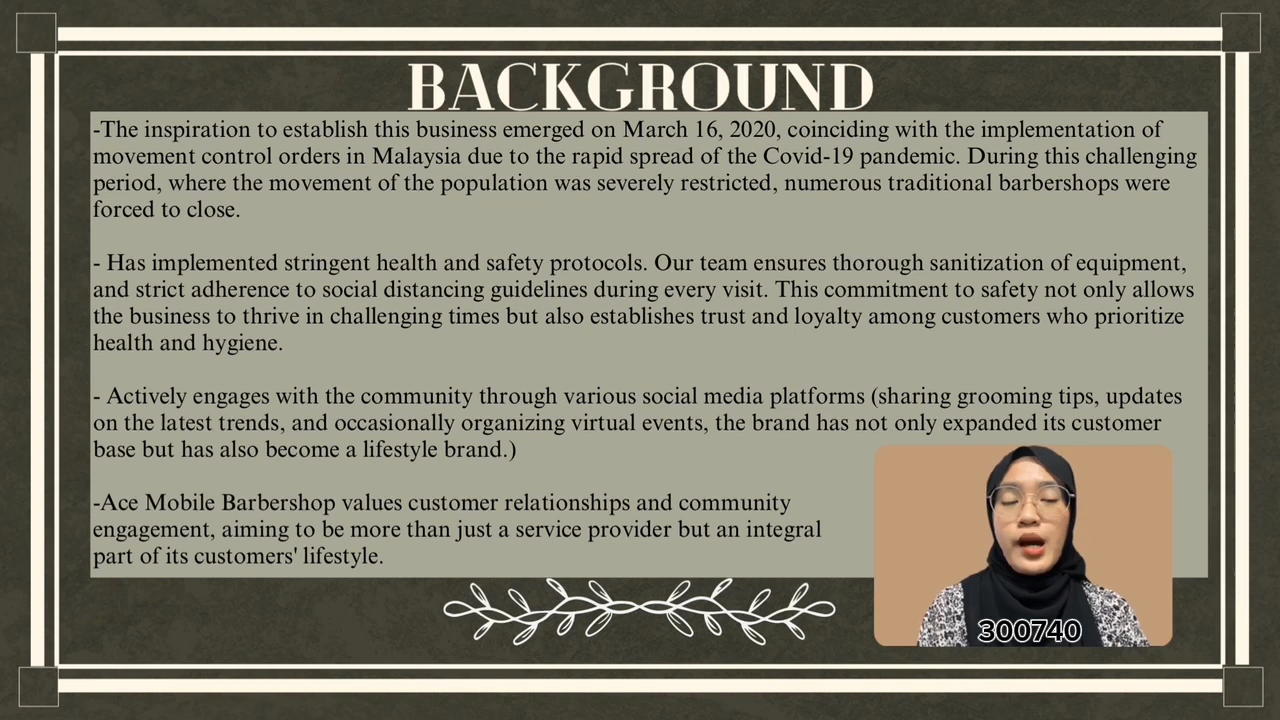 BACKGROUND
-The inspiration to establish this business emerged on March 16, 2020, coinciding with the implementation of
movement control orders in Malaysia due to the rapid spread of the Covid-19 pandemic. During this challenging
period, where the movement of the population was severely restricted, numerous traditional barbershops were
forced to close.
- Has implemented stringent health and safety protocols. Our team ensures thorough sanitization of equipment,
and strict adherence to social distancing guidelines during every visit. This commitment to safety not only allows
the business to thrive in challenging times but also establishes trust and loyalty among customers who prioritize
health and hygiene.
- Actively engages with the community through various social media platforms (sharing grooming tips, updates
on the latest trends, and occasionally organizing virtual events, the brand has not only expanded its customer
base but has also become a lifestyle brand.)
-Ace Mobile Barbershop values customer relationships and community
engagement, aiming to be more than just a service provider but an integral
part of its customers' lifestyle.
300740